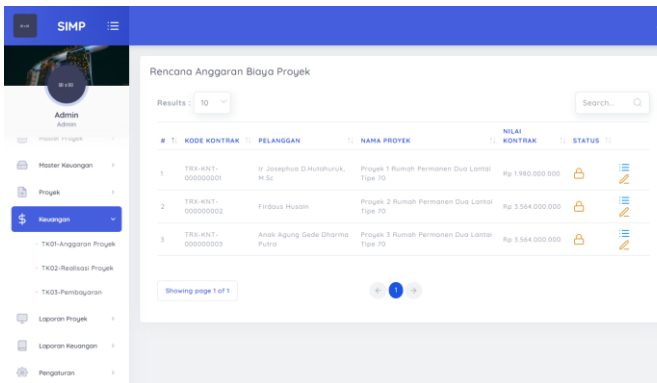 SIMP
30 x30
Admin
Admin
Master Proyek
Master Keuangan
Proyek
$ Keuangan
TK01-Anggaran Proyek
TK02-Realisasi Proyek
TK03-Pembayaran
Laporan Proyek
Laporan Keuangan
Pengaturan
Rencana Anggaran Biaya Proyek
Results : 10
Search...
# KODE KONTRAK PELANGGAN NAMA PROYEK NILAI KONTRAK STATUS
1 TRX-KNT-000000001 Ir Josephus D Hutahuruk, M.Sc Proyek 1 Rumah Permanen Dua Lantai Tipe 70 Rp 1.980.000.000
2 TRX-KNT-000000002 Firdaus Husain Proyek 2 Rumah Permanen Dua Lantai Tipe 70 Rp 3.564.000.000
3 TRX-KNT-000000003 Anak Agung Gede Dharma Putra Proyek 3 Rumah Permanen Dua Lantai Tipe 70 Rp 3.564.000.000
Showing page 1 of 1
1